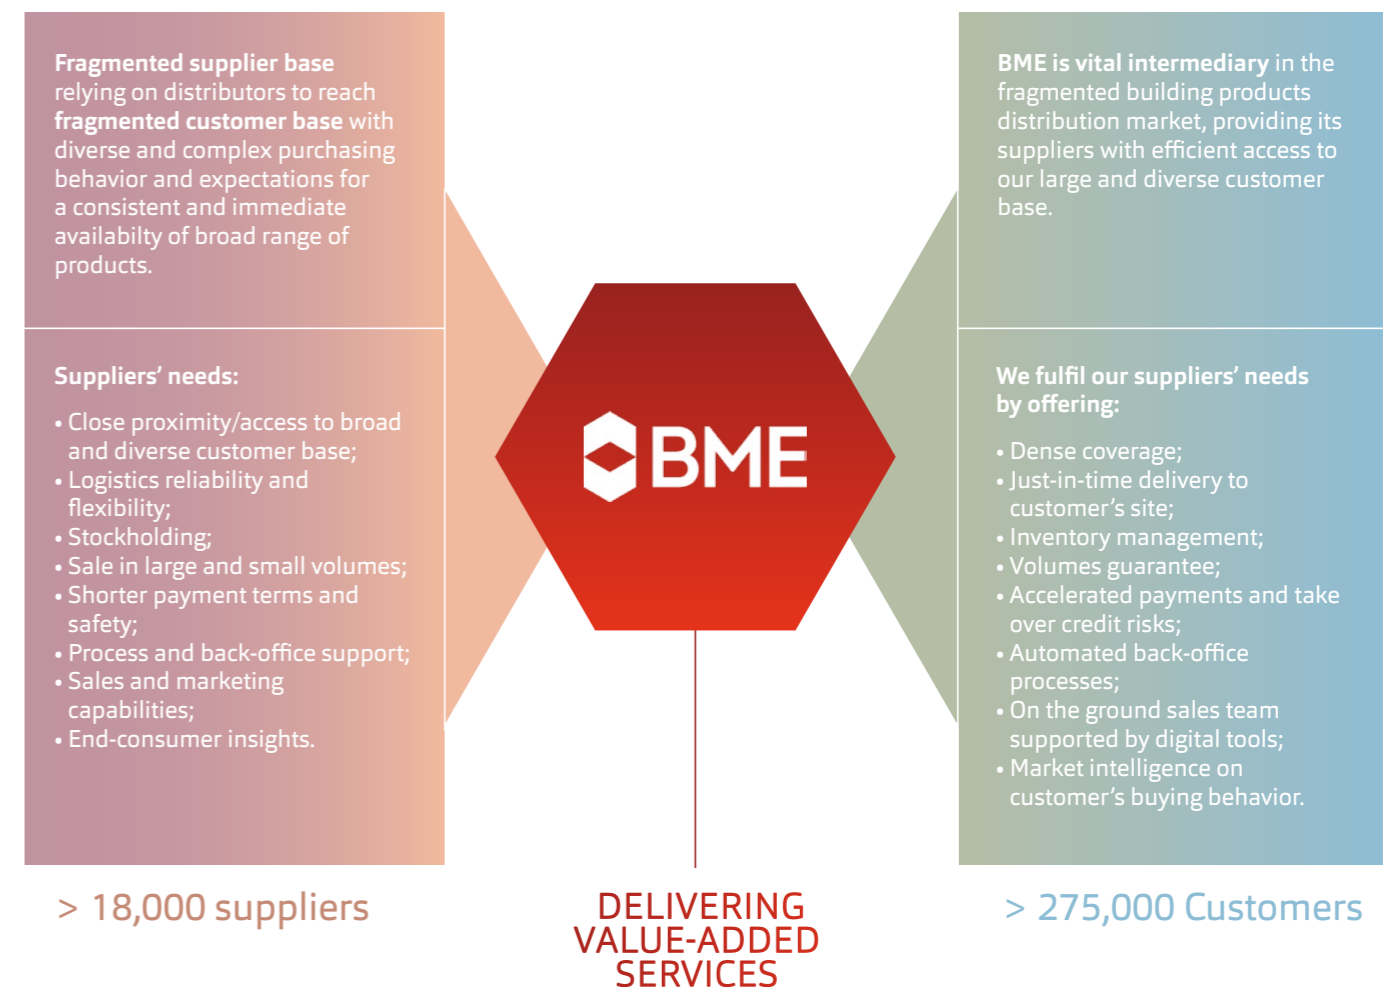 Fragmented supplier base
relying on distributors to reach
fragmented customer base with
diverse and complex purchasing
behavior and expectations for
a consistent and immediate
availabilty of broad range of
products.
Suppliers’ needs:
• Close proximity/access to broad
and diverse customer base;
• Logistics reliability and
flexibility;
• Stockholding;
• Sale in large and small volumes;
• Shorter payment terms and
safety;
• Process and back-office support;
• Sales and marketing
capabilities;
• End-consumer insights.
> 18,000 suppliers
BME
DELIVERING
VALUE-ADDED
SERVICES
BME is vital intermediary in the
fragmented building products
distribution market, providing its
suppliers with efficient access to
our large and diverse customer
base.
We fulfil our suppliers’ needs
by offering:
• Dense coverage;
• Just-in-time delivery to
customer’s site;
• Inventory management;
• Volumes guarantee;
• Accelerated payments and take
over credit risks;
• Automated back-office
processes;
• On the ground sales team
supported by digital tools;
• Market intelligence on
customer’s buying behavior.
> 275,000 Customers